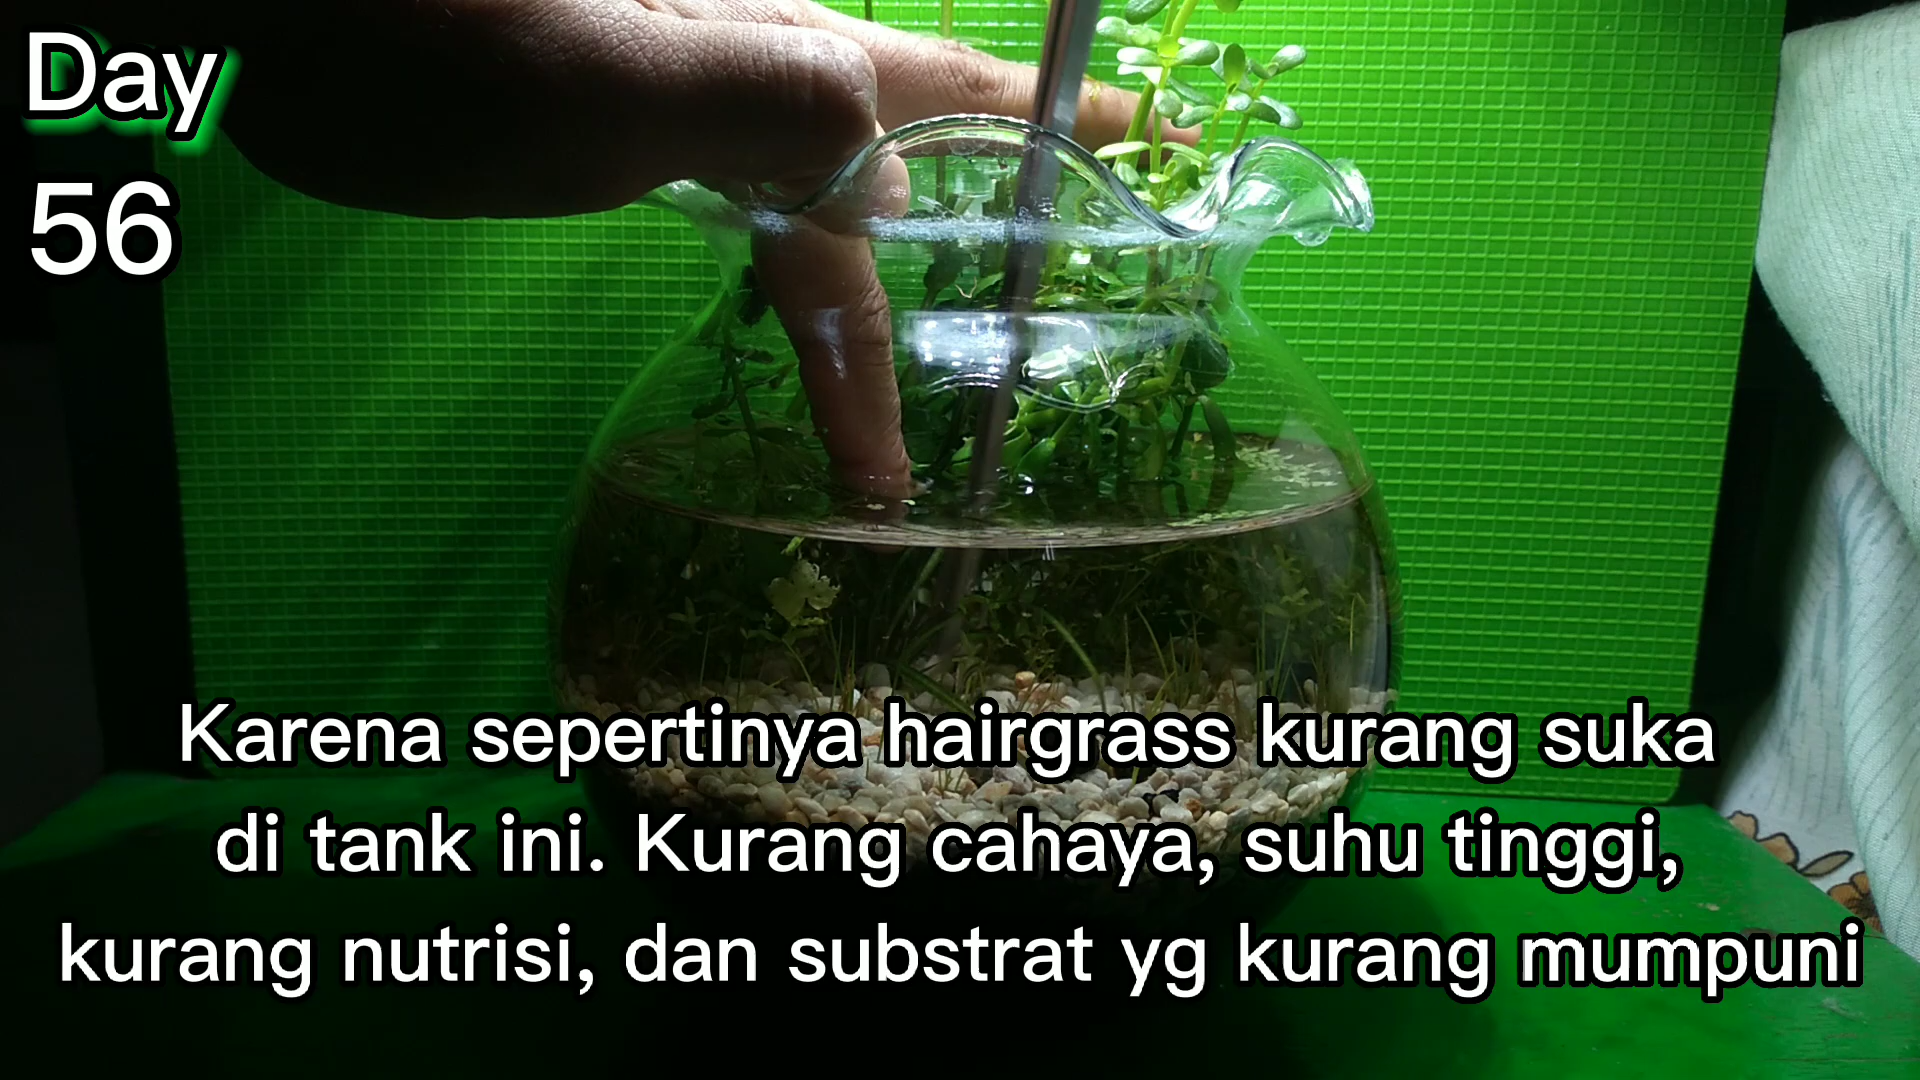 Day
56
Karena sepertinya hairgrass kurang suka
di tank ini. Kurang cahaya, suhu tinggi,
kurang nutrisi, dan substrat yg kurang mumpuni